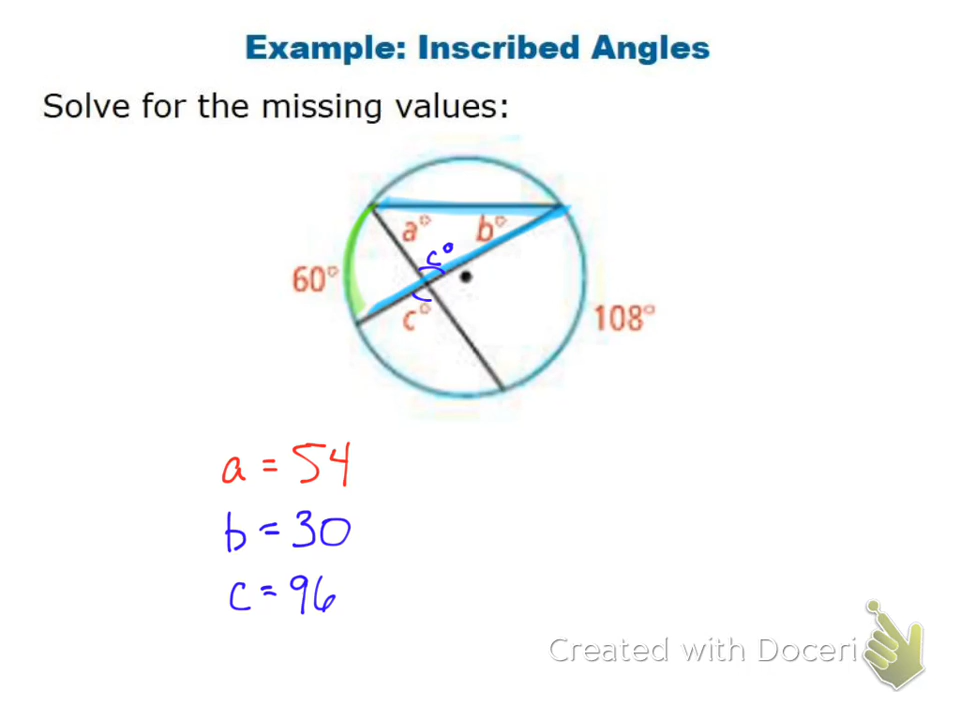 Example: Inscribed Angles
Solve for the missing values:
a° b°
c°
60°
c°
108°
a = 54
b = 30
c = 96
Created with Doceri